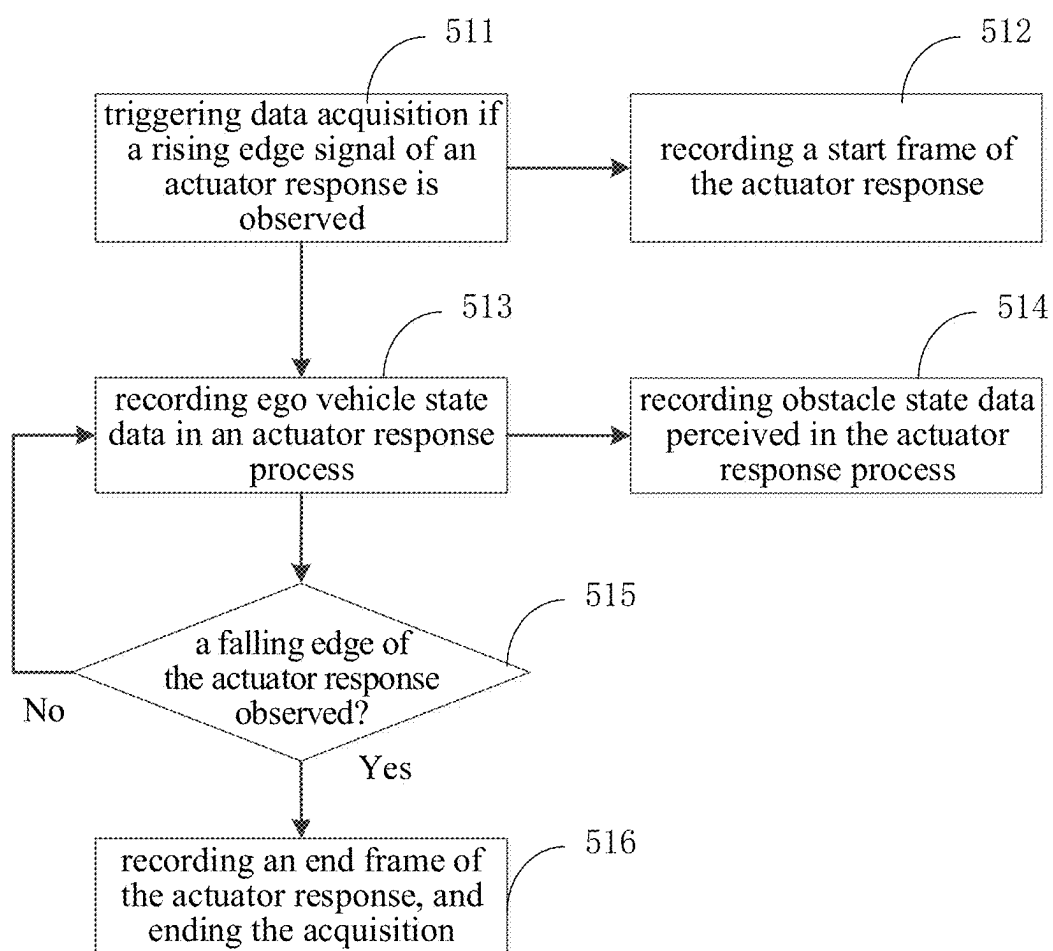 511
512
triggering data acquisition if
a rising edge signal of an
actuator response is
observed
recording a start frame of
the actuator response
513
514
recording ego vehicle state
data in an actuator response
process
recording obstacle state data
perceived in the actuator
response process
515
a falling edge of
the actuator response
observed?
No
Yes
516
recording an end frame of
the actuator response, and
ending the acquisition